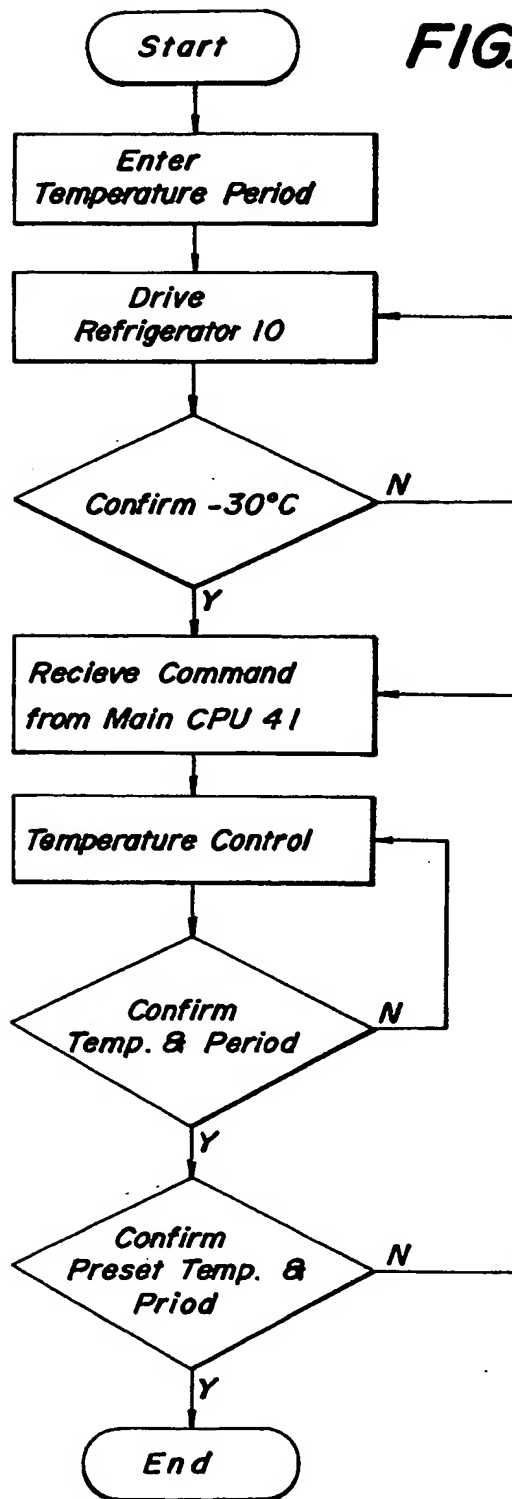 FIG.
Start
Enter
Temperature Period
Drive
Refrigerator 10
Confirm -30°C
N
Y
Recieve Command
from Main CPU 41
Temperature Control
Confirm
Temp. & Period
N
Y
Confirm
Preset Temp. &
Priod
N
Y
End